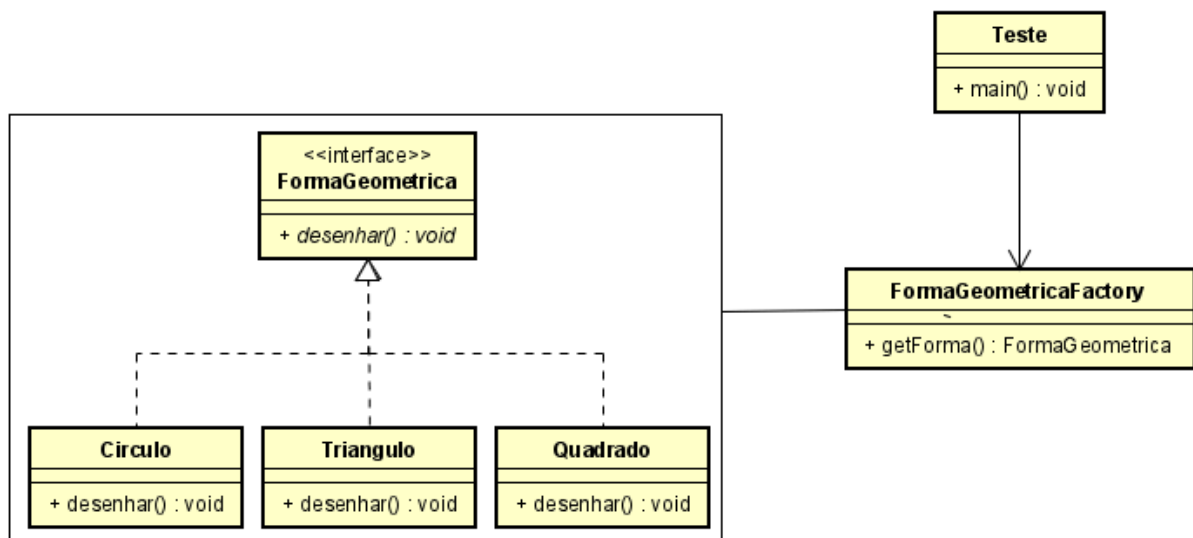 Teste
+ main() : void
<<interface>>
FormaGeometrica
+ desenhar() : void
FormaGeometricaFactory
+ getForma() : FormaGeometrica
Circulo
+ desenhar() : void
Triangulo
+ desenhar() : void
Quadrado
+ desenhar() : void